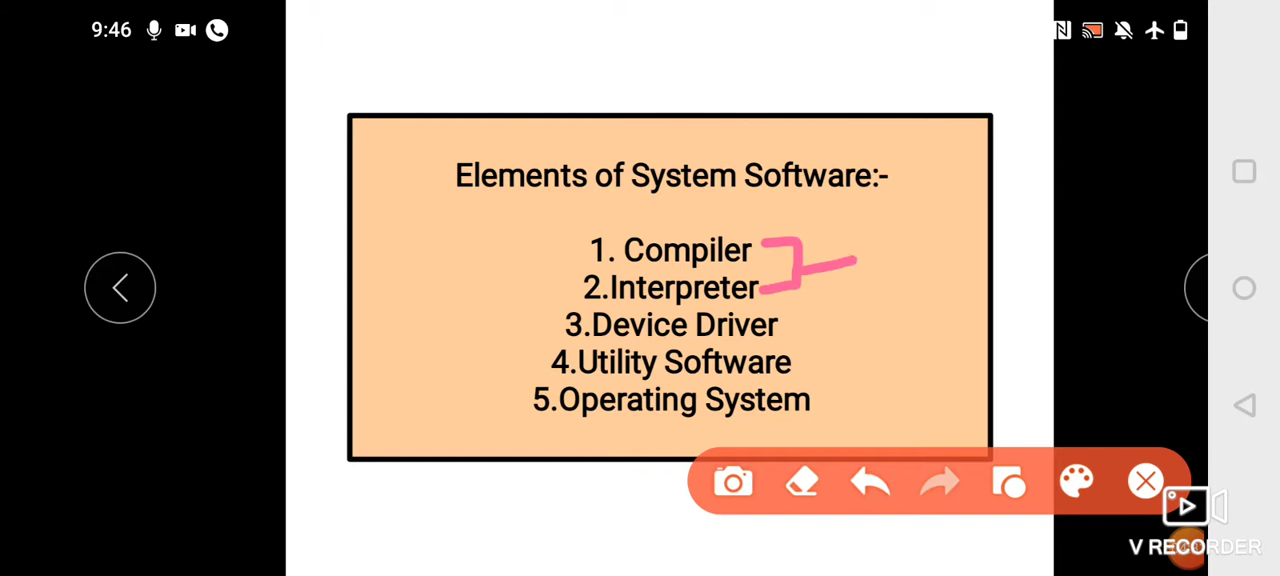 9:46
Elements of System Software:-
1. Compiler
2.Interpreter
3.Device Driver
4.Utility Software
5.Operating System
V RECORDER